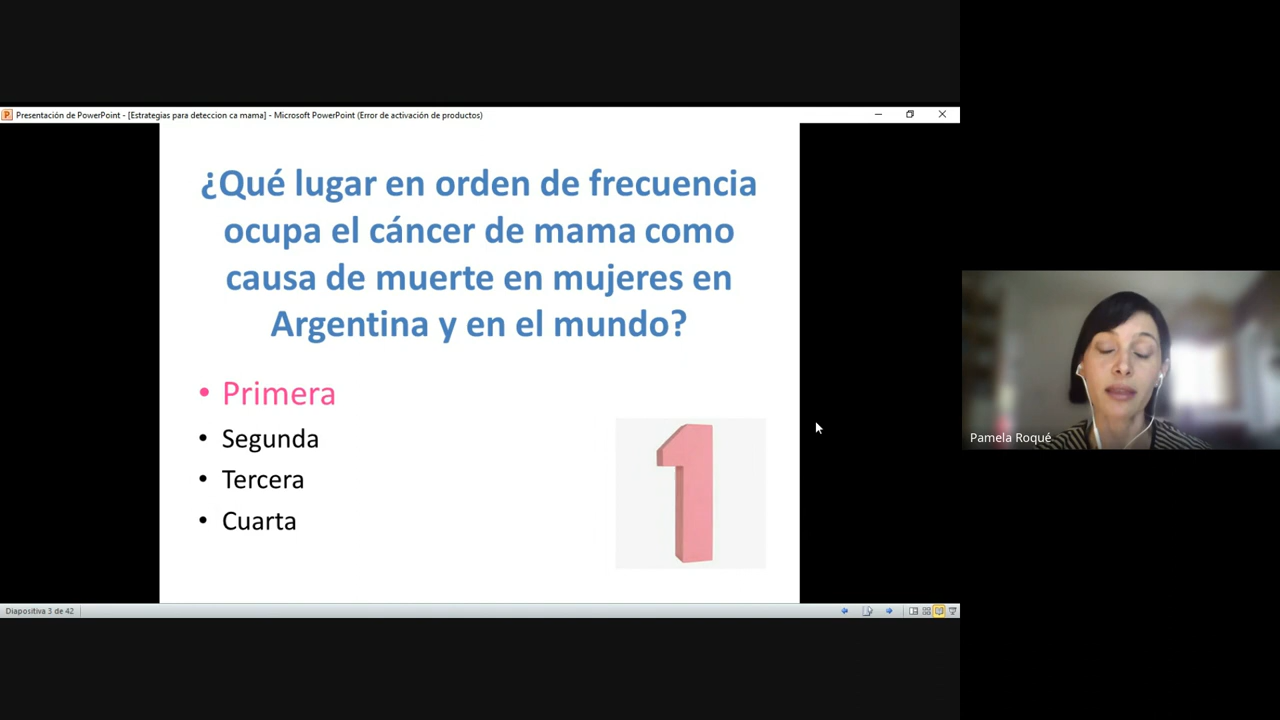 Presentación de PowerPoint - [Estrategias para deteccion ca mama] - Microsoft PowerPoint (Error de activación de productos)
¿Qué lugar en orden de frecuencia
ocupa el cáncer de mama como
causa de muerte en mujeres en
Argentina y en el mundo?
• Primera
• Segunda
• Tercera
• Cuarta
1
Pamela Roqué
Diapositiva 3 de 42